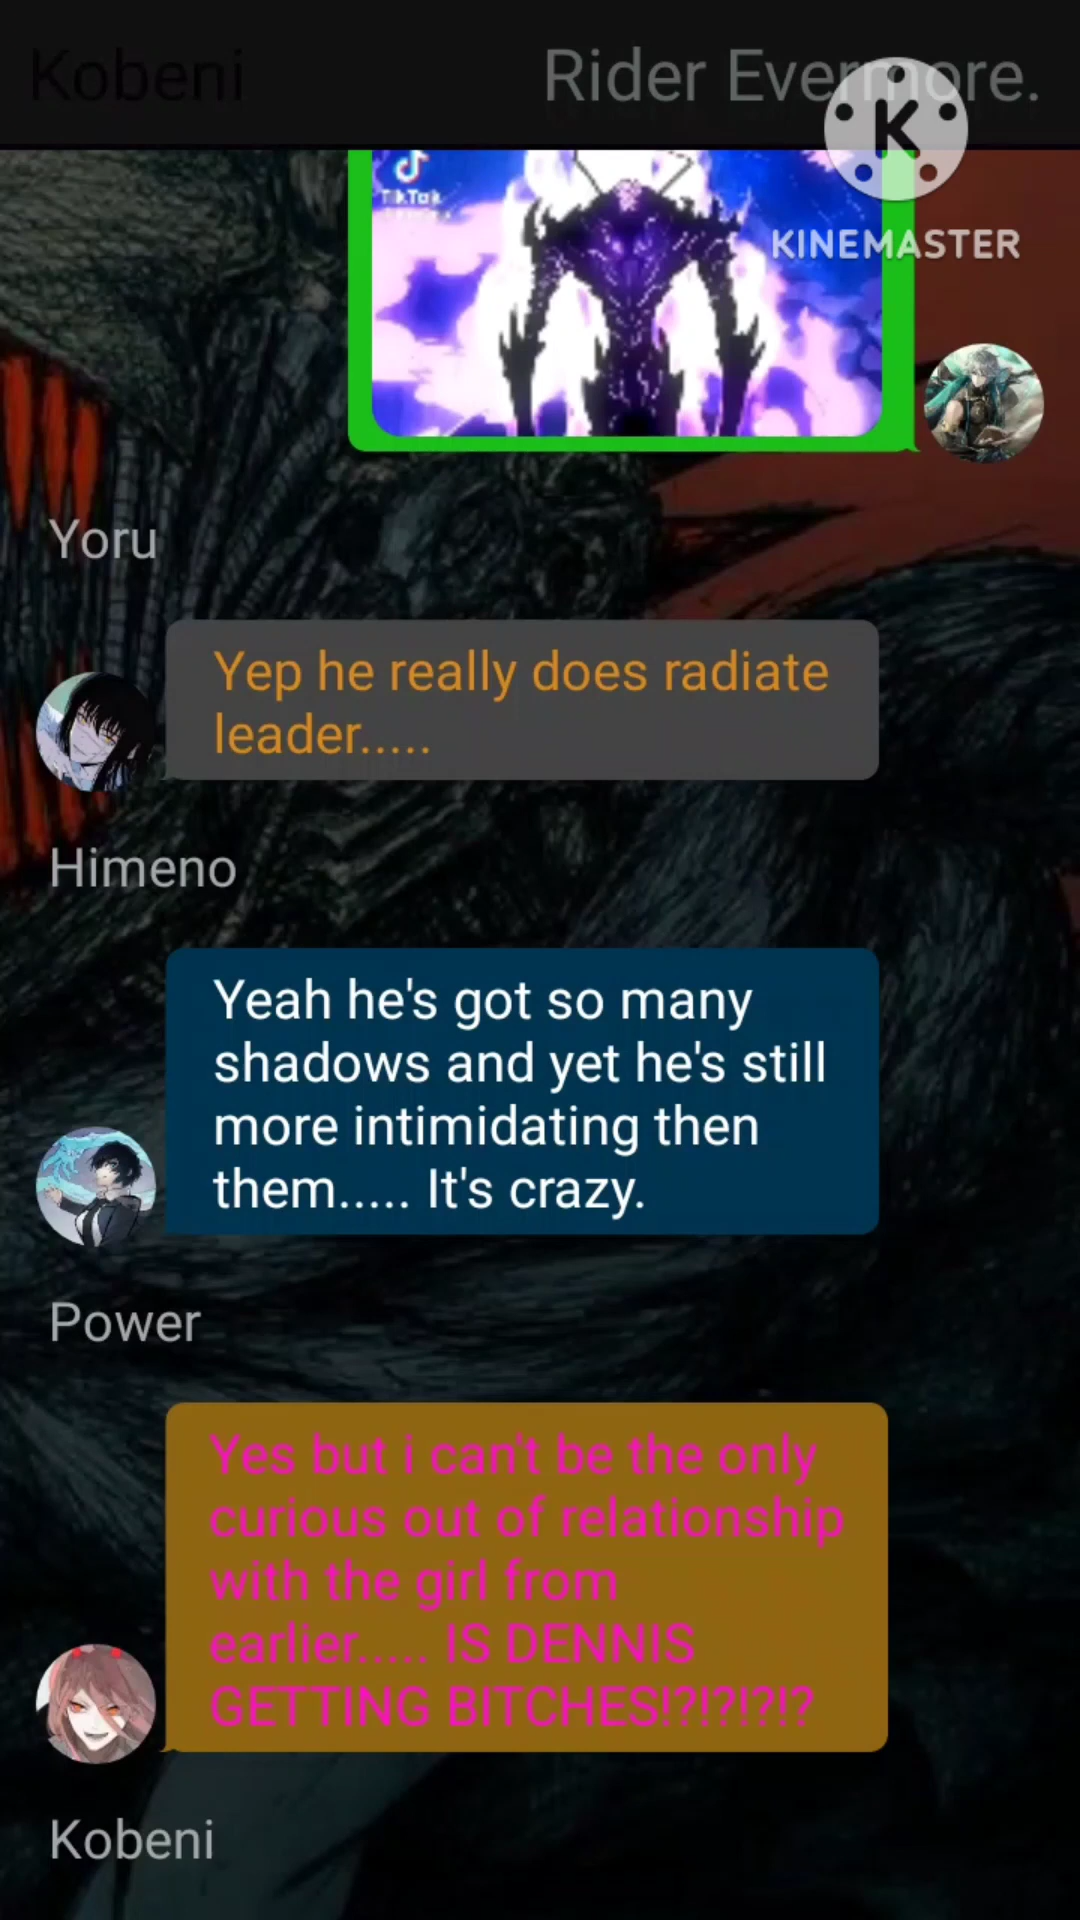 Kobeni
Rider Evermore.
K
KINEMASTER
TikTok
Yoru
Yep he really does radiate
leader.....
Himeno
Yeah he's got so many
shadows and yet he's still
more intimidating then
them..... It's crazy.
Power
Yes but i can't be the only
curious out of relationship
with the girl from
earlier..... IS DENNIS
GETTING BITCHES!?!?!?!?
Kobeni